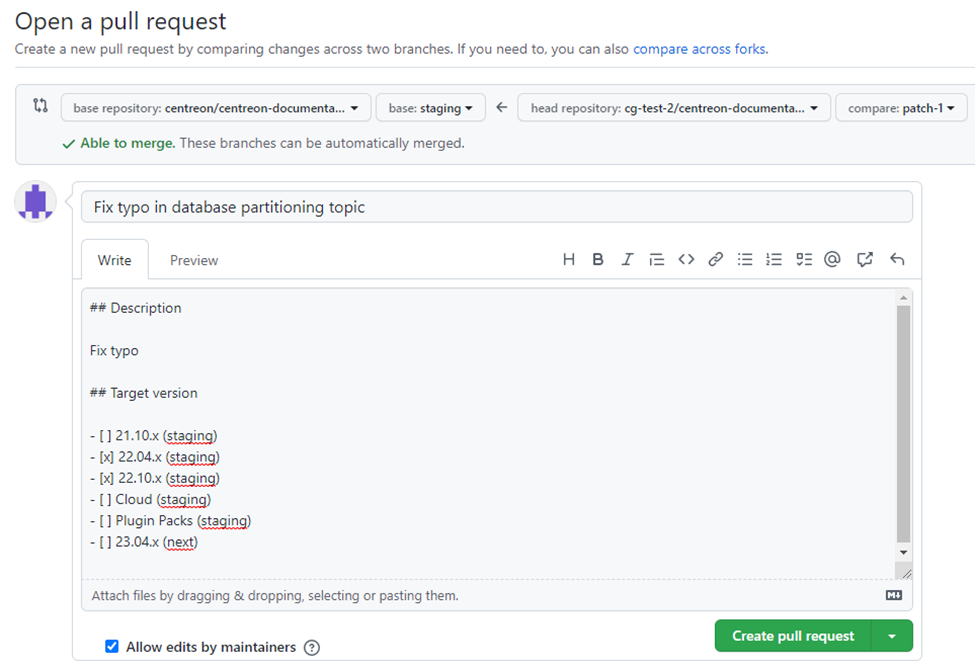 Open a pull request
Create a new pull request by comparing changes across two branches. If you need to, you can also compare across forks.
base repository: centreon/centreon-documenta... base: staging ← head repository: cg-test-2/centreon-documenta... compare: patch-1
Able to merge. These branches can be automatically merged.
Fix typo in database partitioning topic
Write Preview
## Description
Fix typo
## Target version
- [ ] 21.10.x (staging)
- [x] 22.04.x (staging)
- [x] 22.10.x (staging)
- [ ] Cloud (staging)
- [ ] Plugin Packs (staging)
- [ ] 23.04.x (next)
Attach files by dragging & dropping, selecting or pasting them.
Create pull request
Allow edits by maintainers